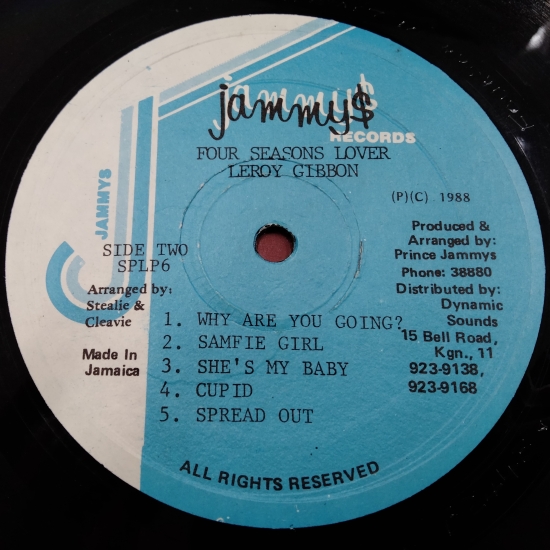 jammy$
RECORDS
FOUR SEASONS LOVER
LEROY GIBBON
(P)(C) 1988
JAMMYS
SIDE TWO
SPLP6
Arranged by:
Stealie &
Cleavie
Made In
Jamaica
1. WHY ARE YOU GOING?
2. SAMFIE GIRL
3. SHE'S MY BABY
4. CUPID
5. SPREAD OUT
Produced &
Arranged by:
Prince Jammys
Phone: 38880
Distributed by:
Dynamic
Sounds
15 Bell Road,
Kgn., 11
923-9138,
923-9168
ALL RIGHTS RESERVED